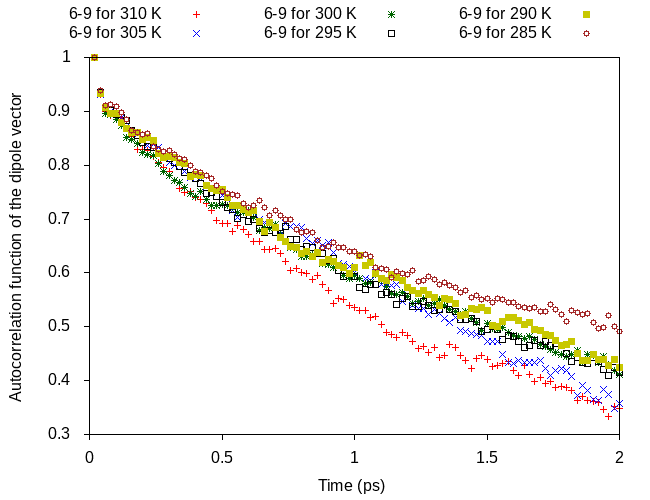 6-9 for 310 K 6-9 for 300 K 6-9 for 290 K
6-9 for 305 K 6-9 for 295 K 6-9 for 285 K
Autocorrelation function of the dipole vector
1
0.9
0.8
0.7
0.6
0.5
0.4
0.3
0 0.5 1 1.5 2
Time (ps)